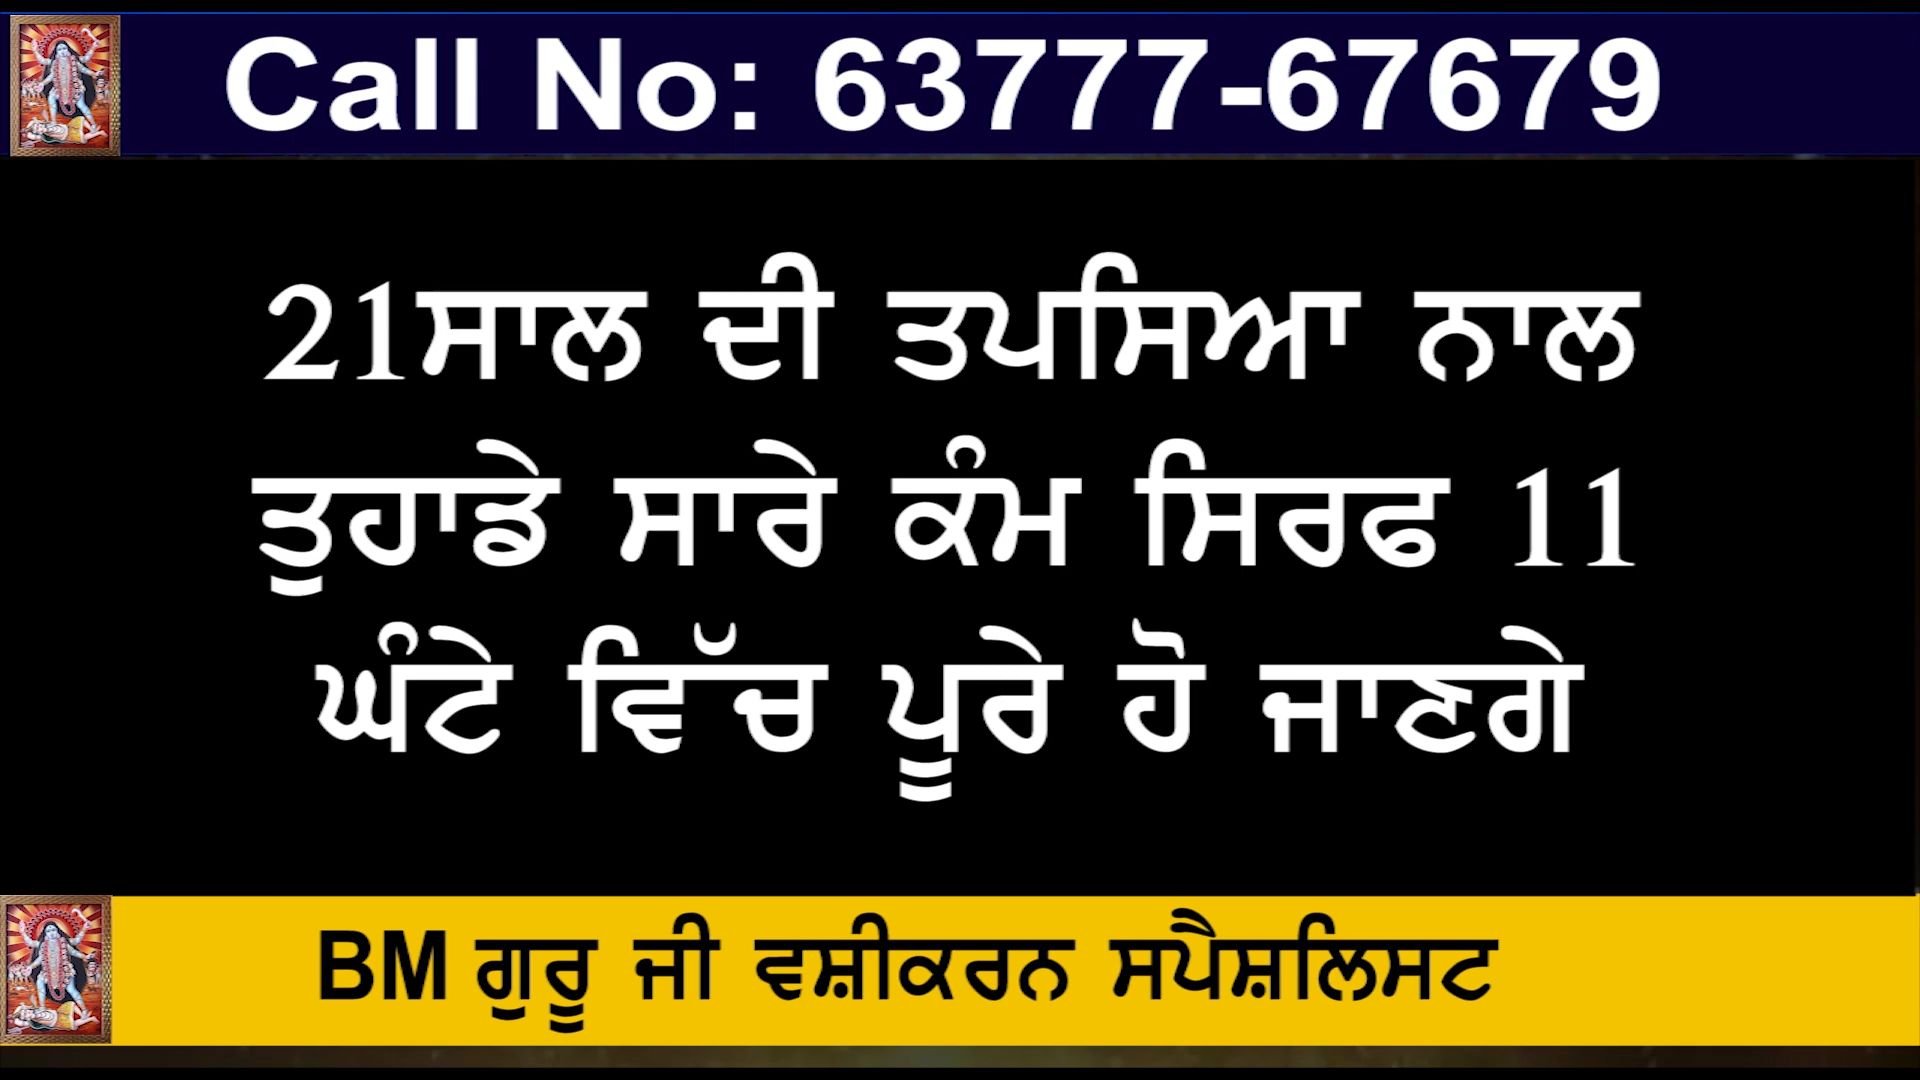 Call No: 63777-67679
21ਸਾਲ ਦੀ ਤਪਸਿਆ ਨਾਲ
ਤੁਹਾਡੇ ਸਾਰੇ ਕੰਮ ਸਿਰਫ 11
ਘੰਟੇ ਵਿੱਚ ਪੂਰੇ ਹੋ ਜਾਣਗੇ
BM ਗੁਰੂ ਜੀ ਵਸ਼ੀਕਰਨ ਸਪੈਸ਼ਲਿਸਟ